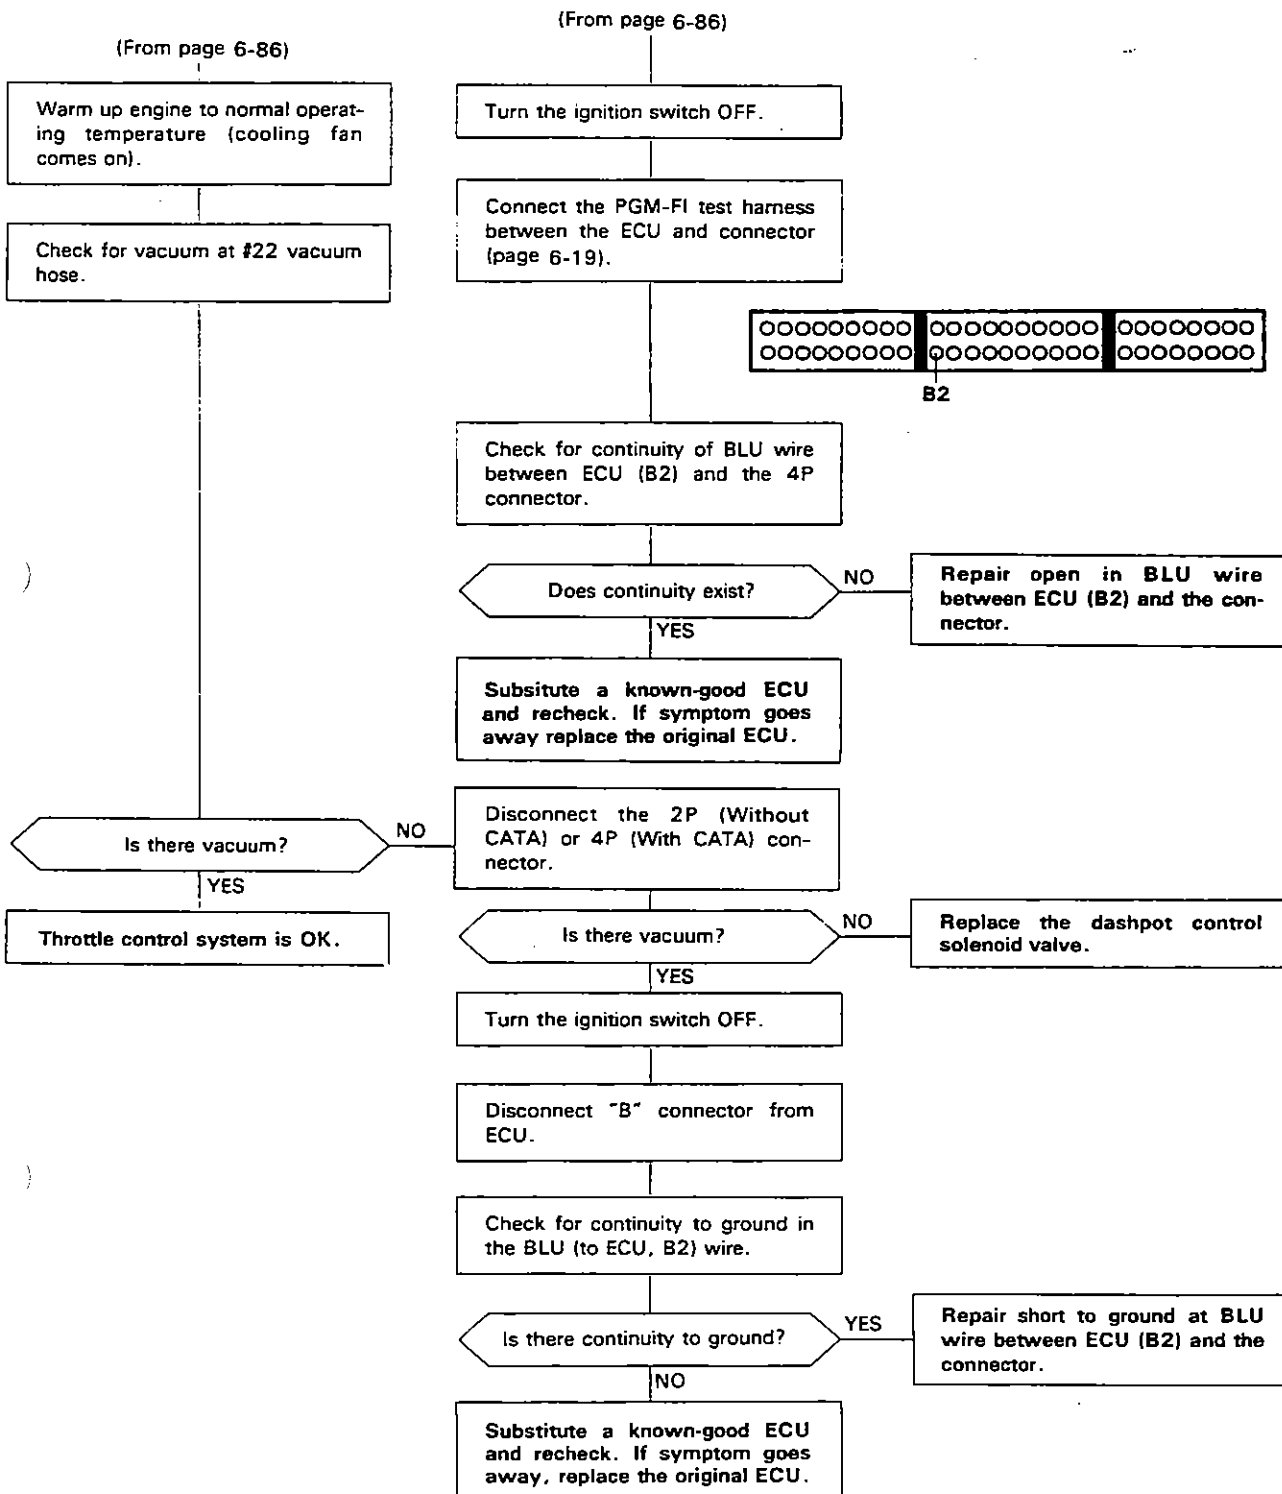 (From page 6-86)
(From page 6-86)
Warm up engine to normal operat-
ing temperature (cooling fan
comes on).
Turn the ignition switch OFF.
Check for vacuum at #22 vacuum
hose.
Connect the PGM-FI test harness
between the ECU and connector
(page 6-19).
B2
Check for continuity of BLU wire
between ECU (B2) and the 4P
connector.
Does continuity exist?
NO
Repair open in BLU wire
between ECU (B2) and the con-
nector.
YES
Subsitute a known-good ECU
and recheck. If symptom goes
away replace the original ECU.
Is there vacuum?
NO
Disconnect the 2P (Without
CATA) or 4P (With CATA) con-
nector.
YES
Throttle control system is OK.
Is there vacuum?
NO
Replace the dashpot control
solenoid valve.
YES
Turn the ignition switch OFF.
Disconnect "B" connector from
ECU.
Check for continuity to ground in
the BLU (to ECU, B2) wire.
Is there continuity to ground?
YES
Repair short to ground at BLU
wire between ECU (B2) and the
connector.
NO
Substitute a known-good ECU
and recheck. If symptom goes
away, replace the original ECU.